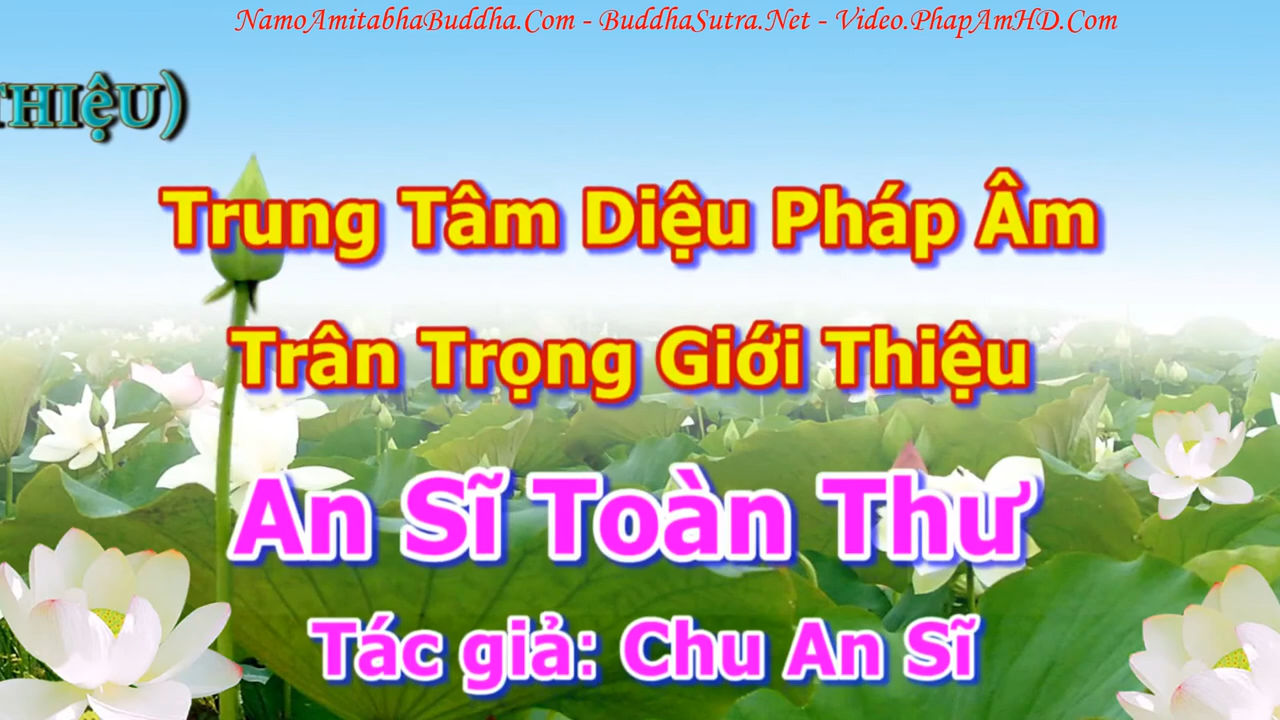 NamoAmitabhaBuddha.Com - BuddhaSutra.Net - Video.PhapAmHD.Com
THIỆU)
Trung Tâm Diệu Pháp Âm
Trân Trọng Giới Thiệu
An Sĩ Toàn Thư
Tác giả: Chu An Sĩ